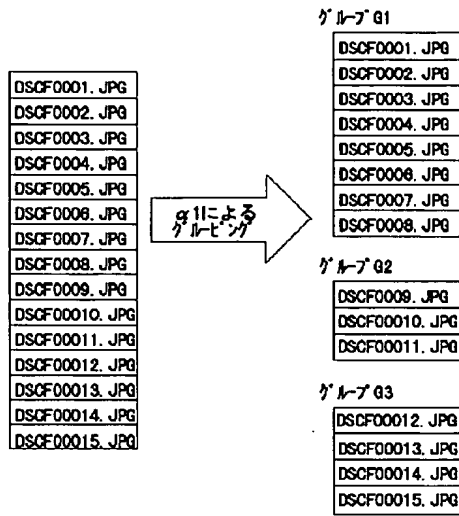 DSCF0001. JPG
DSCF0002. JPG
DSCF0003. JPG
DSCF0004. JPG
DSCF0005. JPG
DSCF0006. JPG
DSCF0007. JPG
DSCF0008. JPG
DSCF0009. JPG
DSCF00010. JPG
DSCF00011. JPG
DSCF00012. JPG
DSCF00013. JPG
DSCF00014. JPG
DSCF00015. JPG
α1による
グルーピング
グループG1
DSCF0001. JPG
DSCF0002. JPG
DSCF0003. JPG
DSCF0004. JPG
DSCF0005. JPG
DSCF0006. JPG
DSCF0007. JPG
DSCF0008. JPG
グループG2
DSCF0009. JPG
DSCF00010. JPG
DSCF00011. JPG
グループG3
DSCF00012. JPG
DSCF00013. JPG
DSCF00014. JPG
DSCF00015. JPG